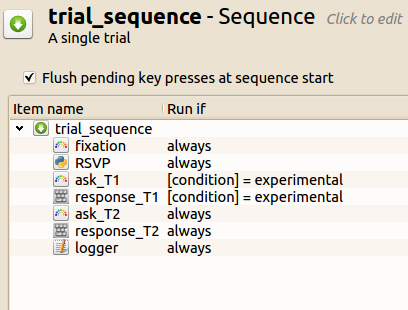 trial_sequence - Sequence Click to edit
A single trial
Flush pending key presses at sequence start
Item name Run if
trial_sequence
fixation always
RSVP always
ask_T1 [condition] = experimental
response_T1 [condition] = experimental
ask_T2 always
response_T2 always
logger always